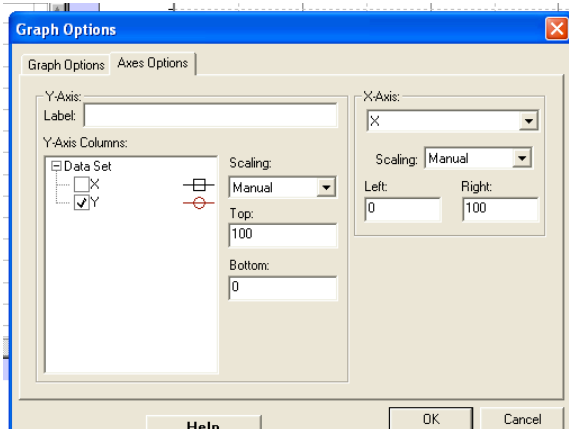 Graph Options
Graph Options Axes Options
Y-Axis:
Label:
Y-Axis Columns:
Data Set
X
Y
Scaling:
Manual
Top:
100
Bottom:
0
X-Axis:
X
Scaling: Manual
Left: Right:
0 100
Help OK Cancel